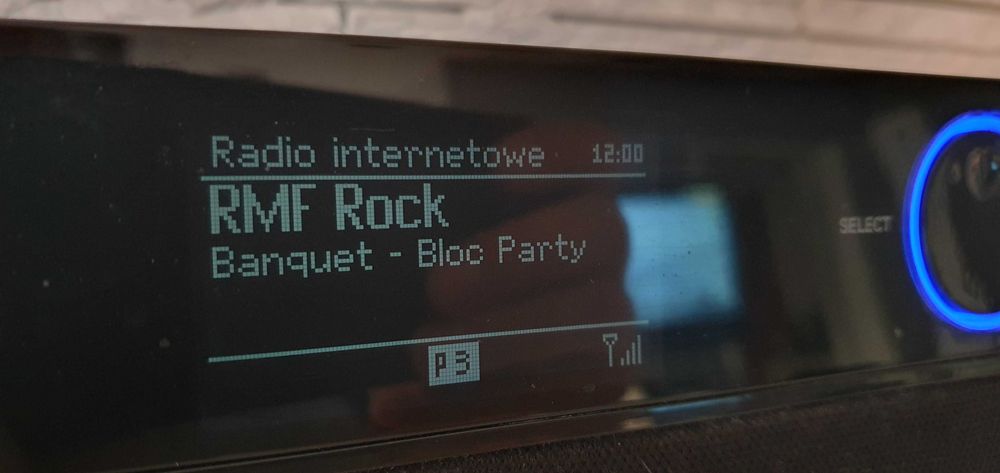 Radio internetowe 12:00
RMF Rock
Banquet - Bloc Party
SELECT
P3